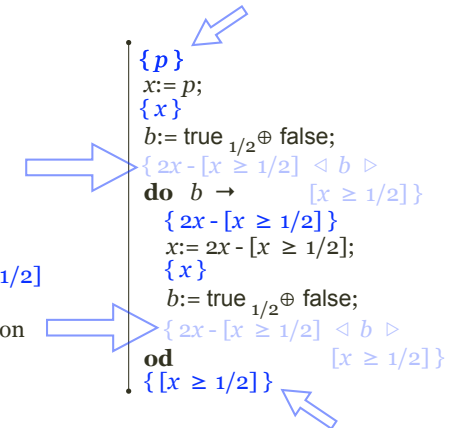 { p }
x:= p;
{ x }
b:= true 1/2⊕ false;
{ 2x - [x ≥ 1/2] ◁ b ▷
do b → [x ≥ 1/2] }
{ 2x - [x ≥ 1/2] }
x:= 2x - [x ≥ 1/2];
1/2]
{ x }
b:= true 1/2⊕ false;
on
{ 2x - [x ≥ 1/2] ◁ b ▷
od [x ≥ 1/2] }
{ [x ≥ 1/2] }